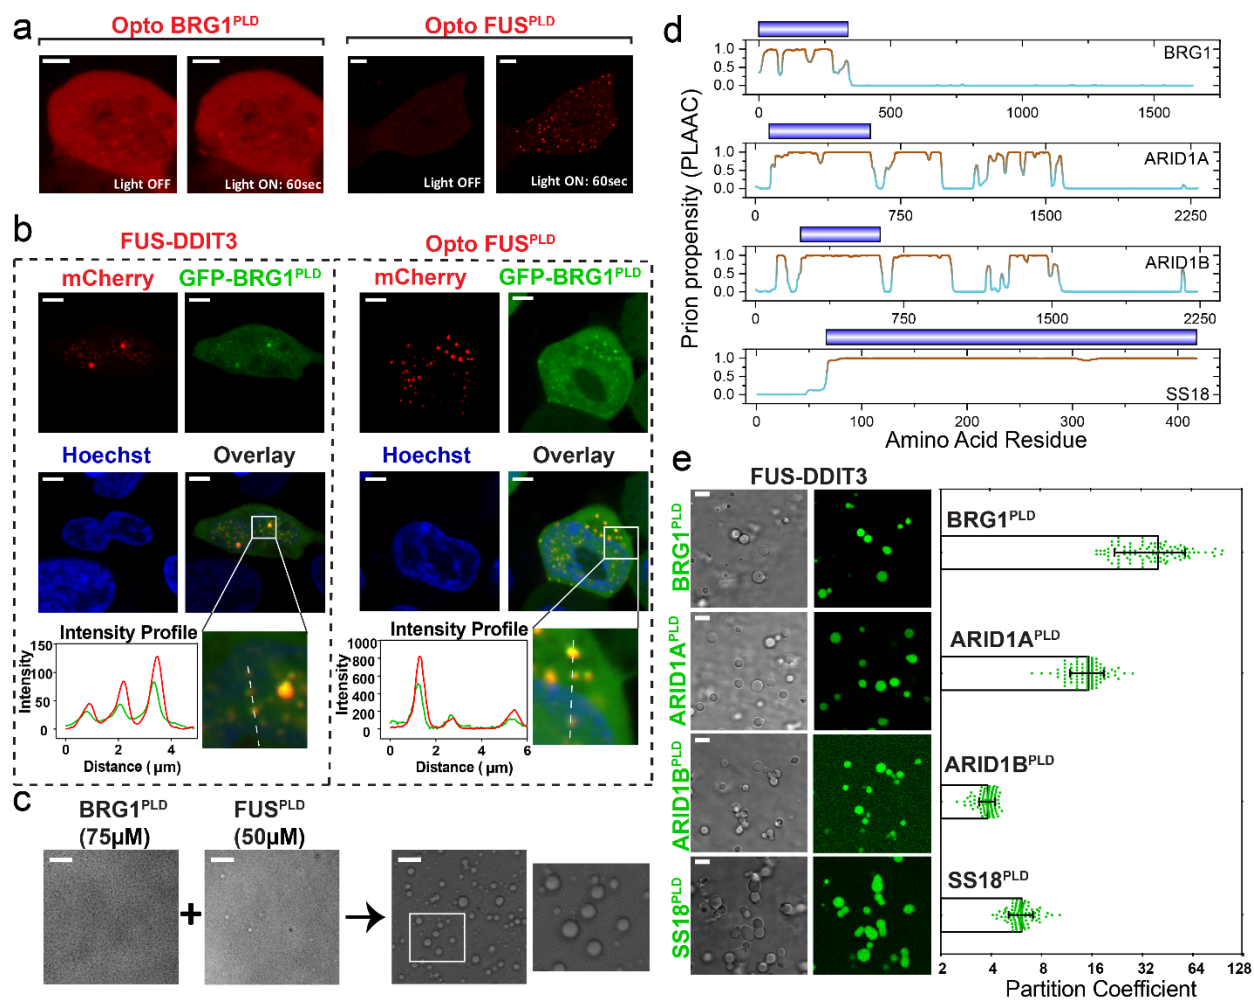 a
Opto BRG1PLD
Opto FUSPLD
Light OFF
Light ON: 60sec
Light OFF
Light ON: 60sec
b
FUS-DDIT3
Opto FUSPLD
mCherry
GFP-BRG1PLD
mCherry
GFP-BRG1PLD
Hoechst
Overlay
Hoechst
Overlay
Intensity Profile
Intensity
150
100
50
0
0 2 4
Distance ( µm)
Intensity Profile
Intensity
1000
900
800
700
600
500
400
300
200
100
0
0 2 4 6
Distance ( µm)
c
BRG1PLD
(75µM)
+
FUSPLD
(50µM)
d
Prion propensity (PLAAC)
BRG1
1.0
0.5
0.0
0 500 1000 1500
ARID1A
1.0
0.5
0.0
0 750 1500 2250
ARID1B
1.0
0.5
0.0
0 750 1500 2250
SS18
1.0
0.5
0.0
0 100 200 300 400
Amino Acid Residue
e
FUS-DDIT3
BRG1PLD
ARID1APLD
ARID1BPLD
SS18PLD
BRG1PLD
ARID1APLD
ARID1BPLD
SS18PLD
2 4 8 16 32 64 128
Partition Coefficient